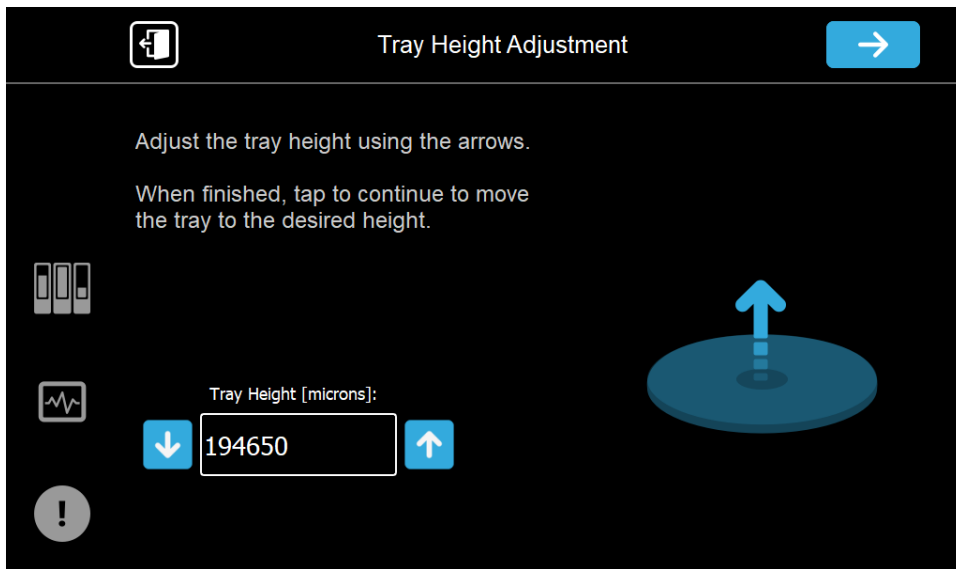 Tray Height Adjustment
Adjust the tray height using the arrows.
When finished, tap to continue to move
the tray to the desired height.
Tray Height [microns]:
194650
!